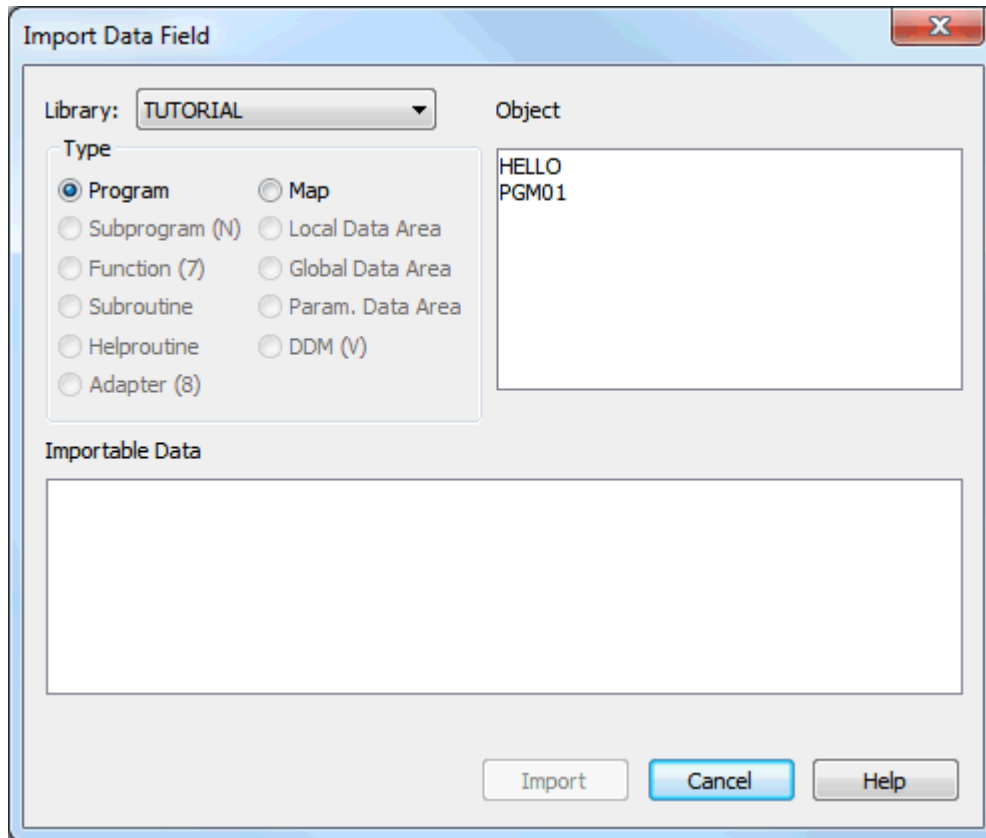 Import Data Field
Library: TUTORIAL
Object
Type
Program
Map
Subprogram (N)
Local Data Area
Function (7)
Global Data Area
Subroutine
Param. Data Area
Helproutine
DDM (V)
Adapter (8)
HELLO
PGM01
Importable Data
Import
Cancel
Help